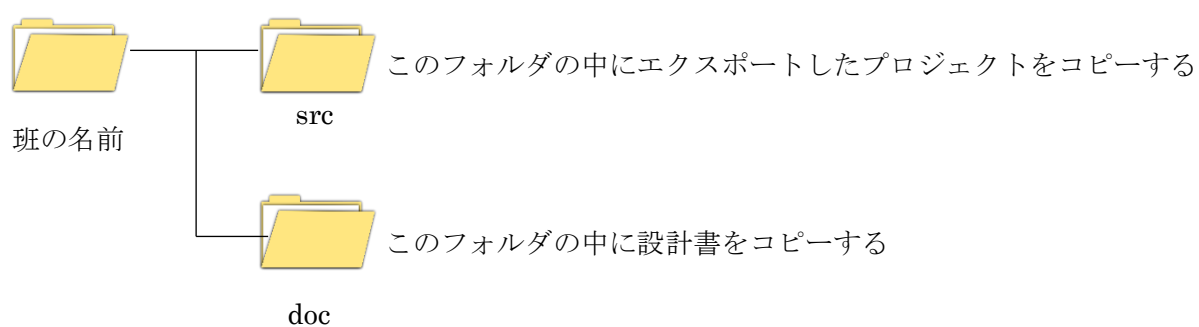 このフォルダの中にエクスポートしたプロジェクトをコピーする
src
班の名前
このフォルダの中に設計書をコピーする
doc